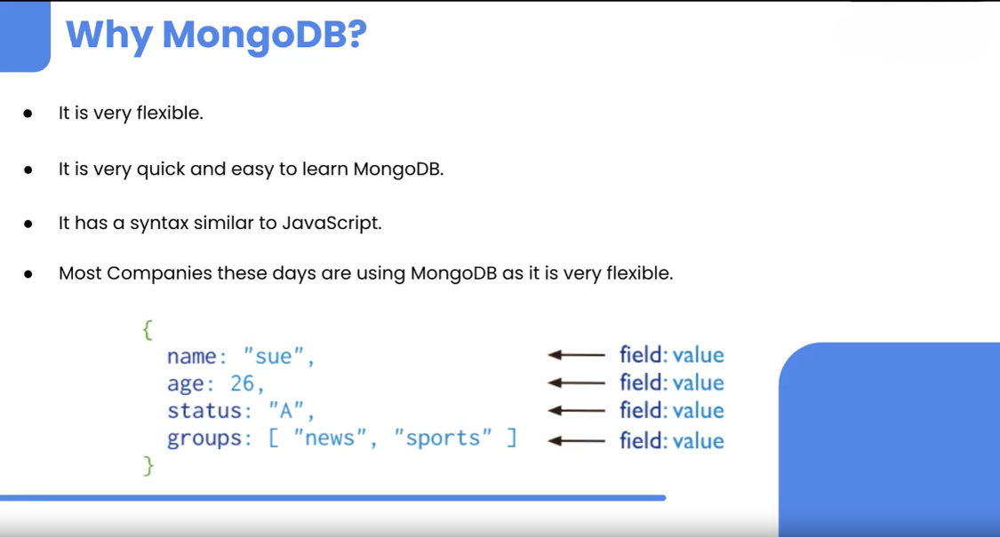 Why MongoDB?
● It is very flexible.
● It is very quick and easy to learn MongoDB.
● It has a syntax similar to JavaScript.
● Most Companies these days are using MongoDB as it is very flexible.
{
name: "sue", field: value
age: 26, field: value
status: "A", field: value
groups: [ "news", "sports" ] field: value
}